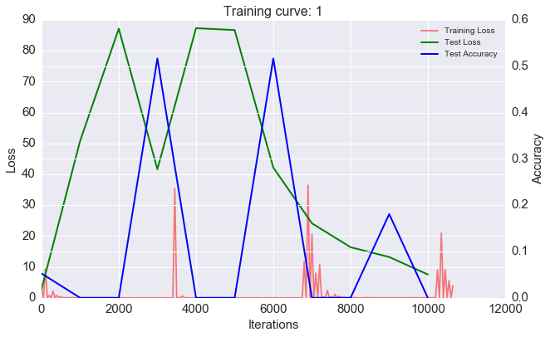 Training curve: 1
90
80
70
60
50
40
30
20
10
0
Loss
0.6
0.5
0.4
0.3
0.2
0.1
0.0
Accuracy
Training Loss
Test Loss
Test Accuracy
0 2000 4000 6000 8000 10000 12000
Iterations